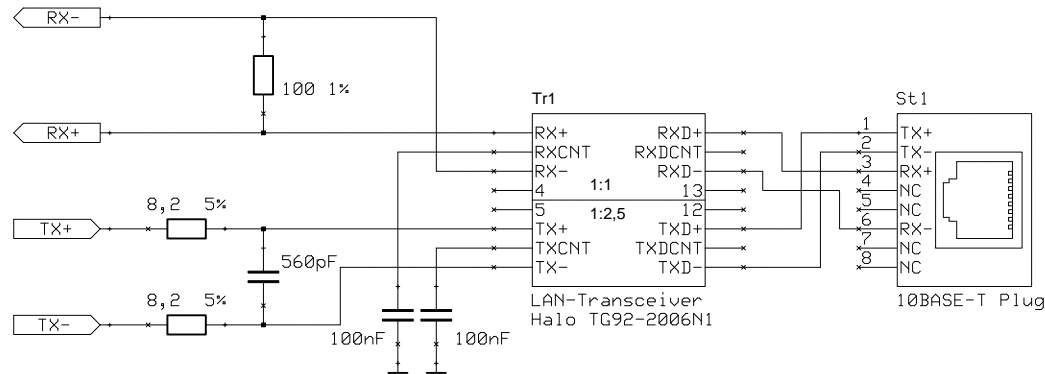 RX-
100 1%
RX+
Tr1
RX+
RXCNT
RX-
4
5
TX+
TXCNT
TX-
1:1
1:2,5
RXD+
RXDCNT
RXD-
13
12
TXD+
TXDCNT
TXD-
LAN-Transceiver
Halo TG92-2006N1
St1
1 TX+
2 TX-
3 RX+
4 NC
5 NC
6 RX-
7 NC
8 NC
10BASE-T Plug
8,2 5%
TX+
560pF
8,2 5%
TX-
100nF
100nF